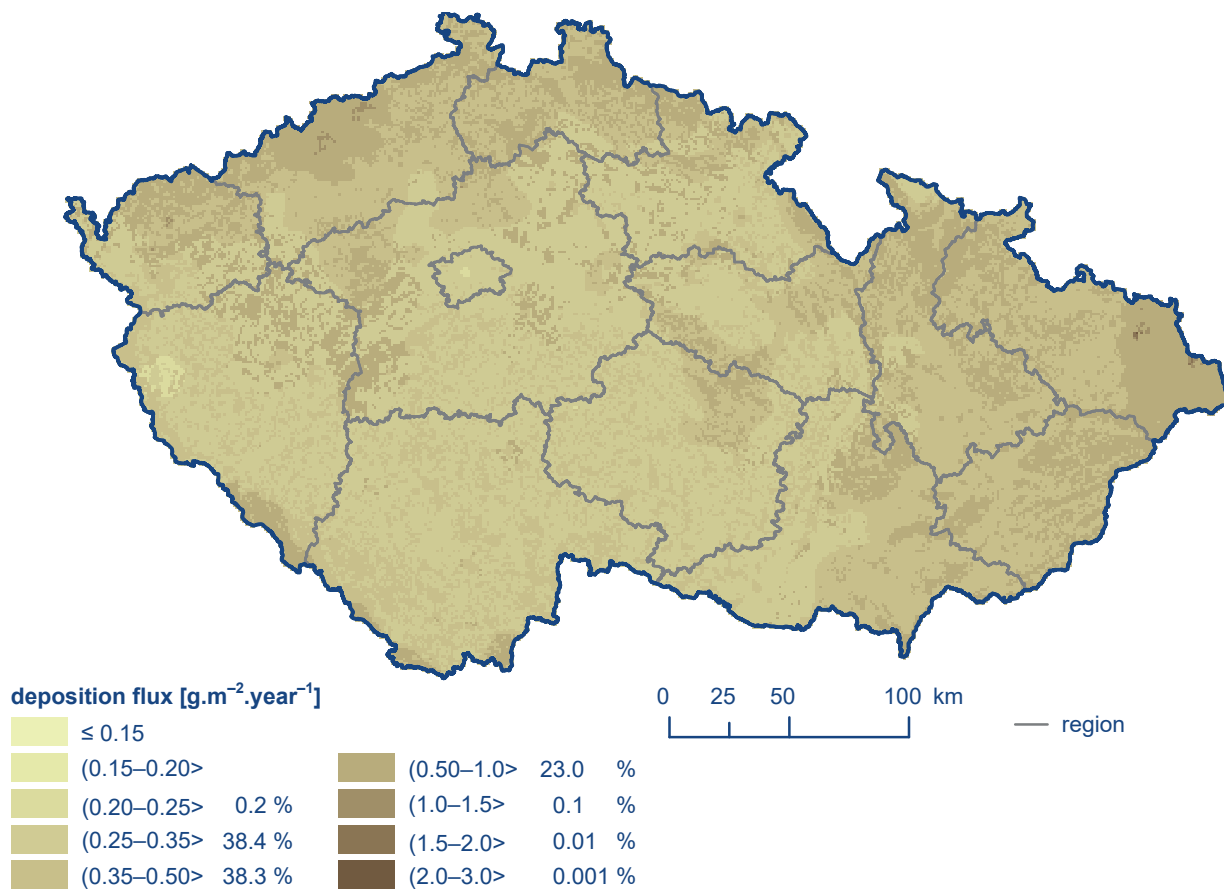 deposition flux [g.m⁻².year⁻¹]
≤ 0.15
(0.15–0.20>
(0.20–0.25> 0.2 %
(0.25–0.35> 38.4 %
(0.35–0.50> 38.3 %
(0.50–1.0> 23.0 %
(1.0–1.5> 0.1 %
(1.5–2.0> 0.01 %
(2.0–3.0> 0.001 %
0 25 50 100 km
region